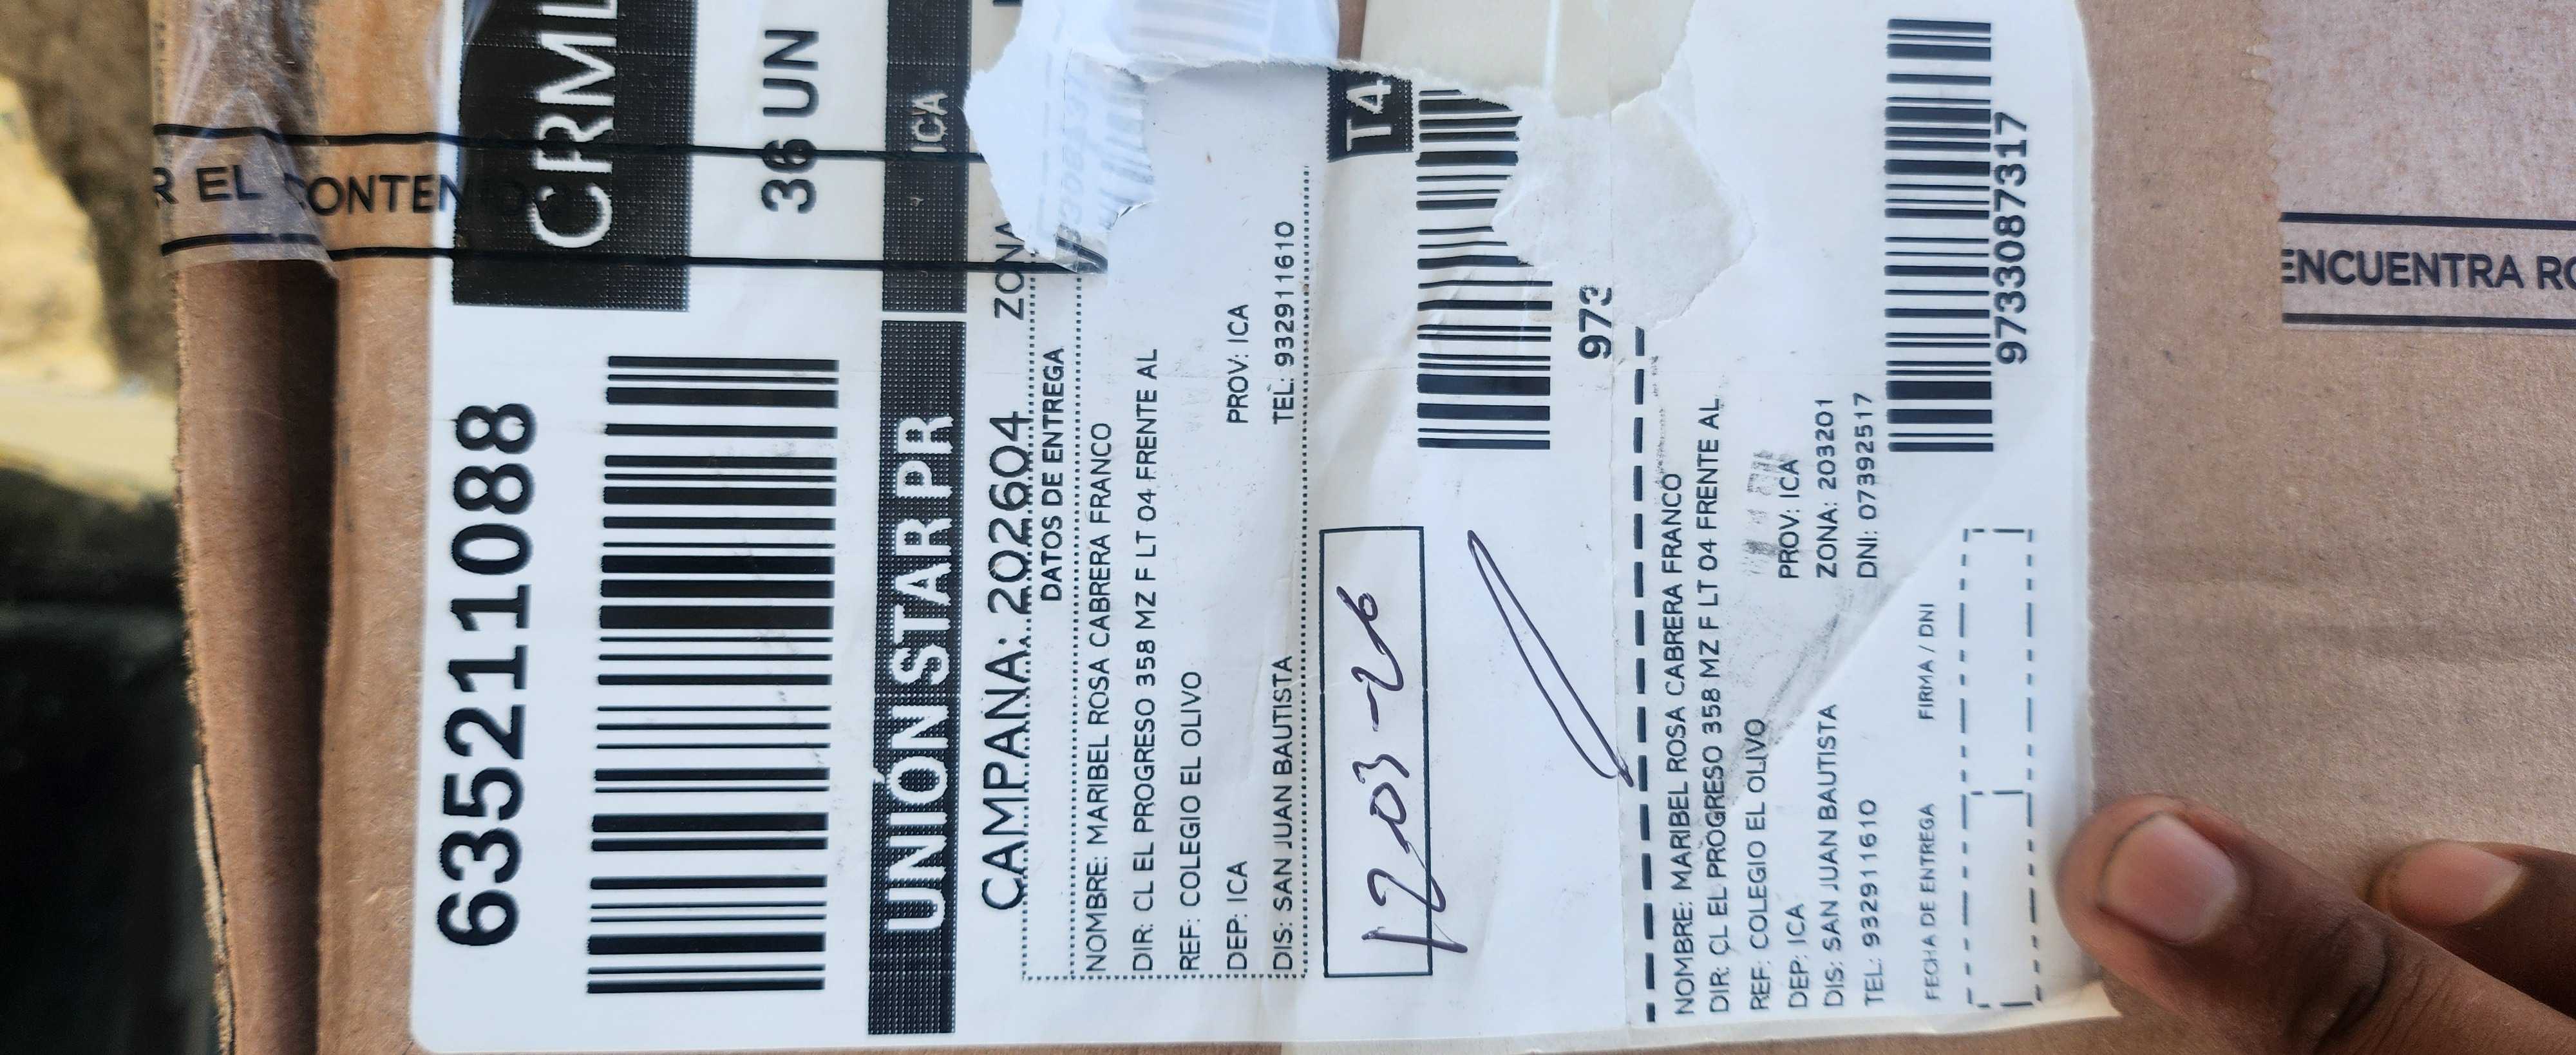 635211088
CRML
36 UN
UNIÓN STAR PR
ICA
CAMPAÑA: 202604
ZONA
DATOS DE ENTREGA
NOMBRE: MARIBEL ROSA CABRERA FRANCO
DIR: CL EL PROGRESO 358 MZ F LT 04 FRENTE AL
REF: COLEGIO EL OLIVO
DEP: ICA PROV: ICA
DIS: SAN JUAN BAUTISTA TEL: 932911610
T4
17-03-26
973
NOMBRE: MARIBEL ROSA CABRERA FRANCO
DIR: CL EL PROGRESO 358 MZ F LT 04 FRENTE AL
REF: COLEGIO EL OLIVO
DEP: ICA PROV: ICA
DIS: SAN JUAN BAUTISTA ZONA: 203201
TEL: 932911610 DNI: 07392517
FECHA DE ENTREGA FIRMA / DNI
9733087317
R EL CONTENID
ENCUENTRA RO